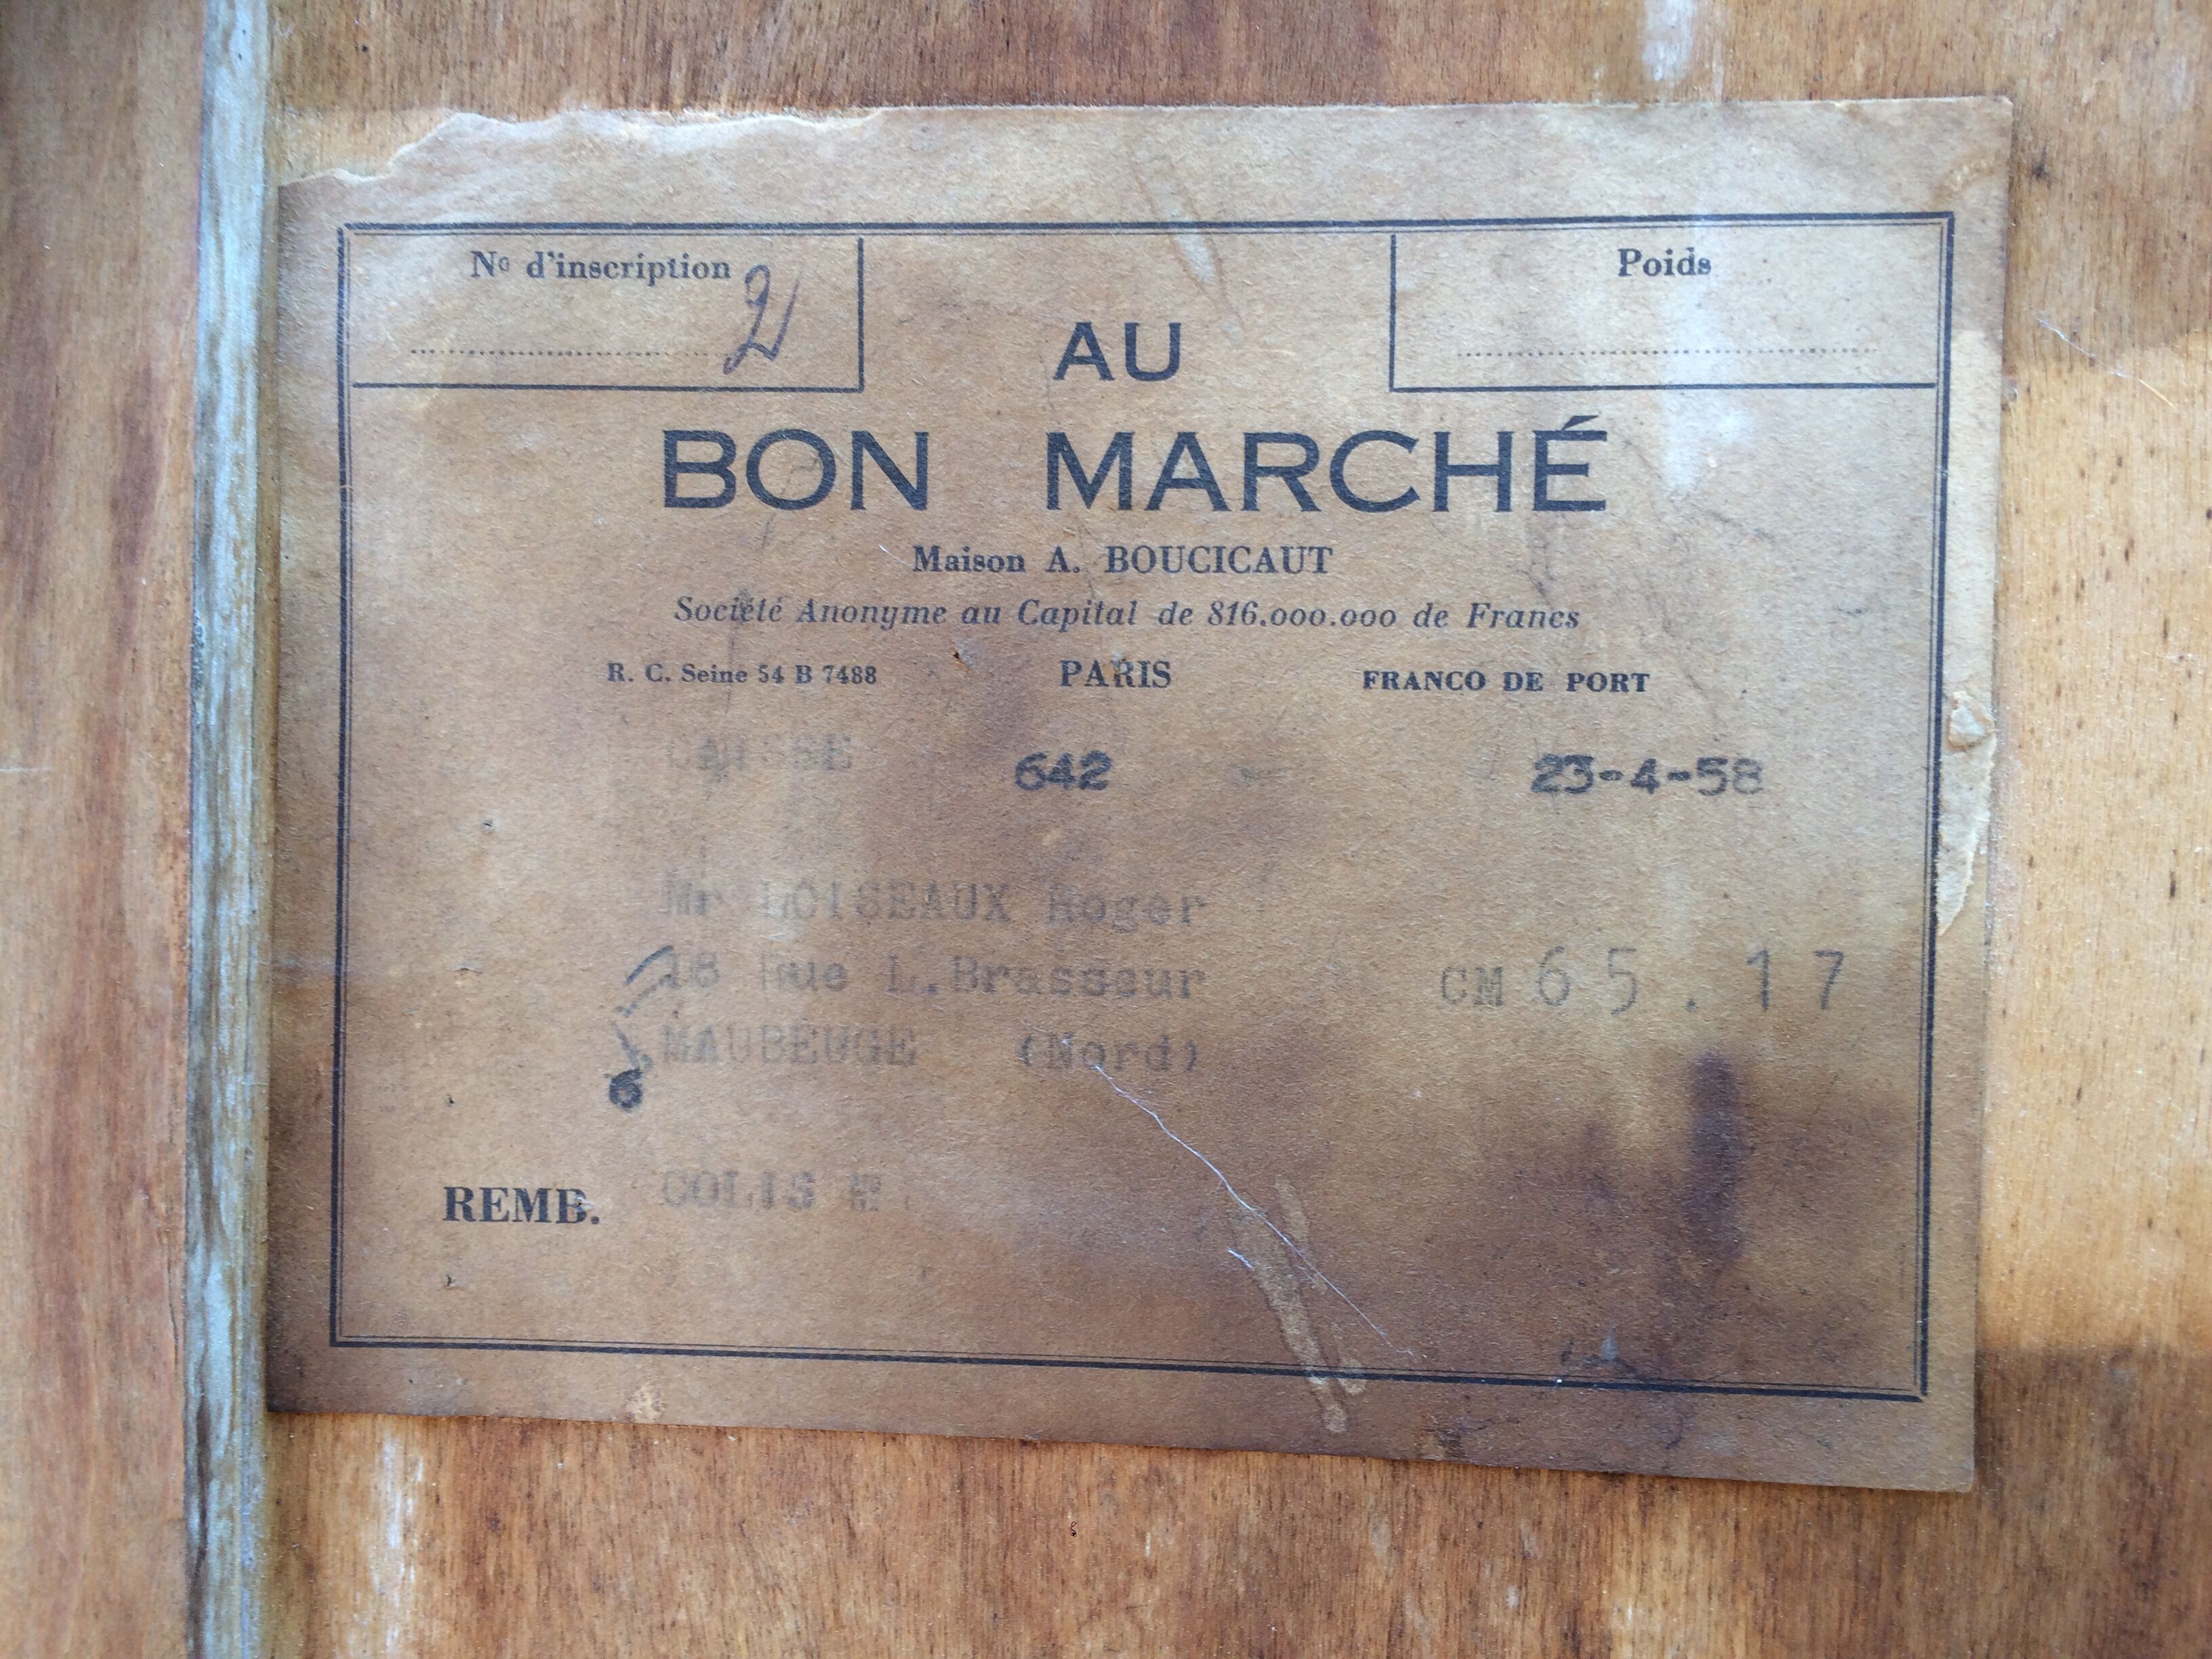 Nº d'inscription
2
Poids
AU
BON MARCHÉ
Maison A. BOUCICAUT
Société Anonyme au Capital de 816.000.000 de Francs
R. C. Seine 54 B 7488 PARIS FRANCO DE PORT
642 23-4-58
Mr LOISEAUX Roger
18 rue L.Brasseur CM 65.17
MAUBEUGE (Nord)
6
REMB. COLIS